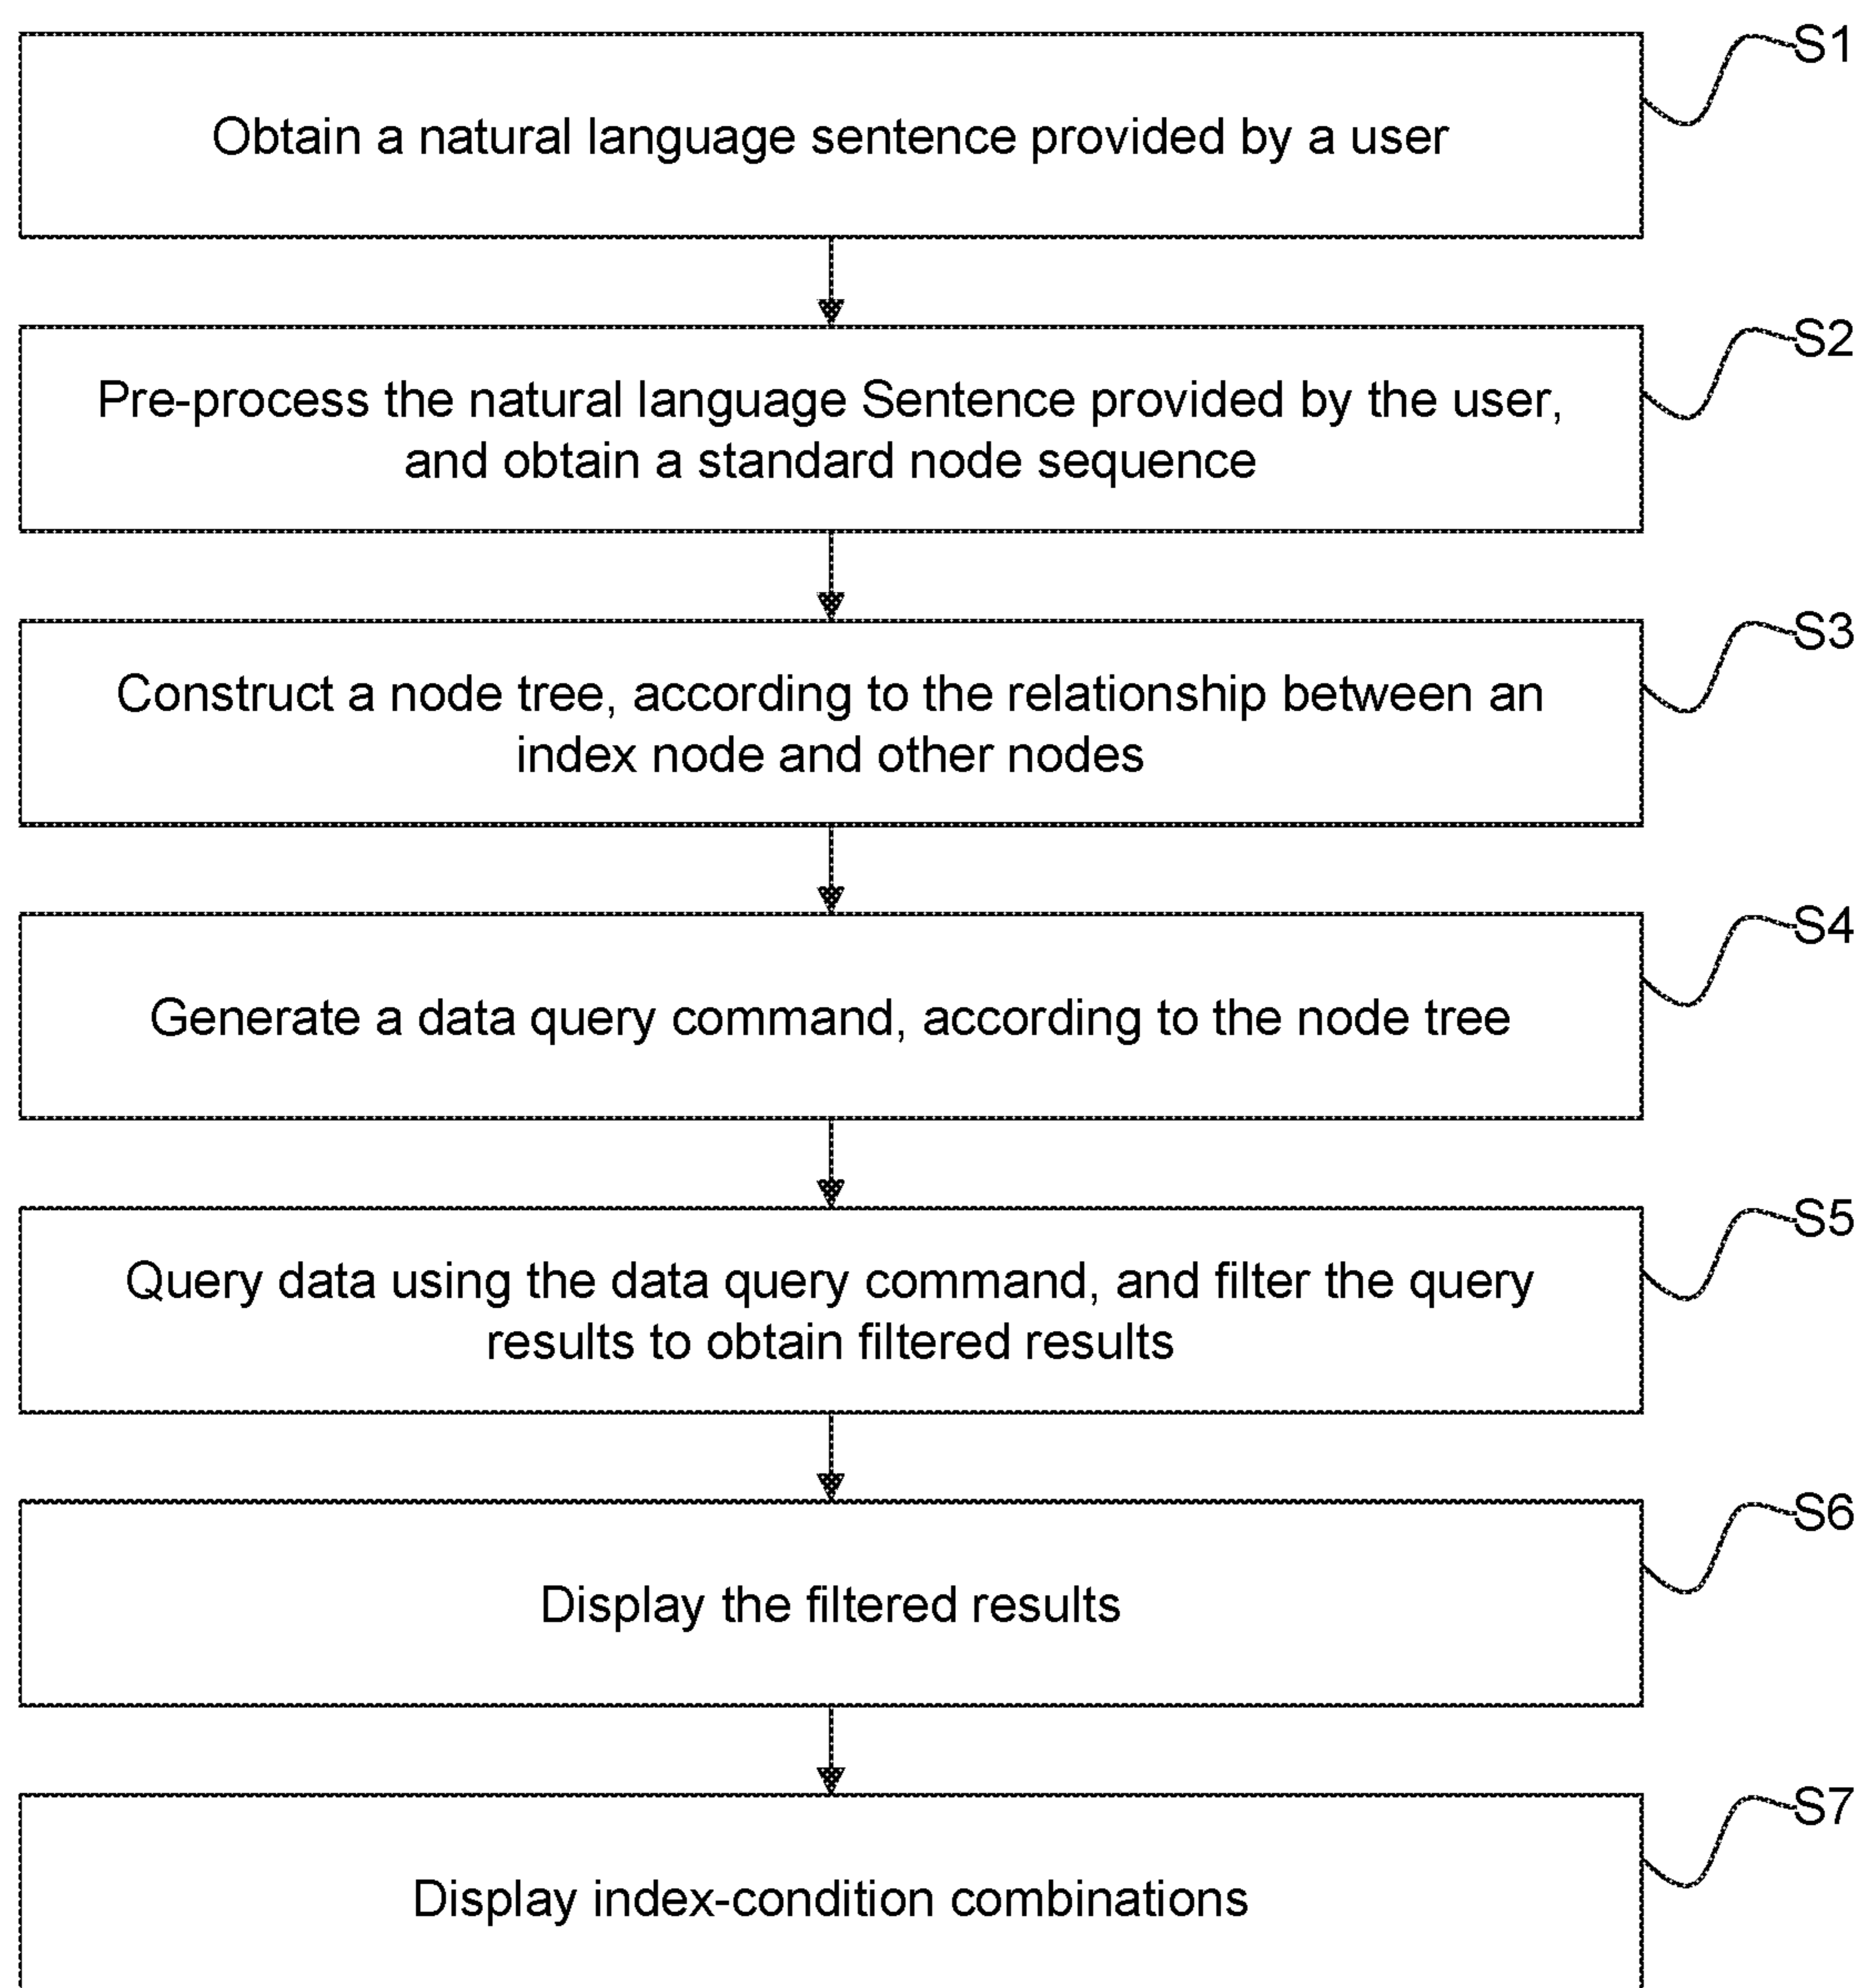 S1
Obtain a natural language sentence provided by a user
S2
Pre-process the natural language Sentence provided by the user,
and obtain a standard node sequence
S3
Construct a node tree, according to the relationship between an
index node and other nodes
S4
Generate a data query command, according to the node tree
S5
Query data using the data query command, and filter the query
results to obtain filtered results
S6
Display the filtered results
S7
Display index-condition combinations